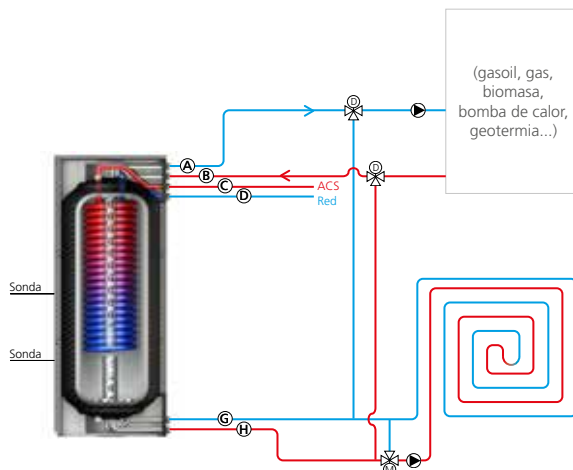 (gasoil, gas,
biomasa,
bomba de calor,
geotermia...)
D
A
D
B
C
ACS
D
Red
Sonda
Sonda
G
H
M